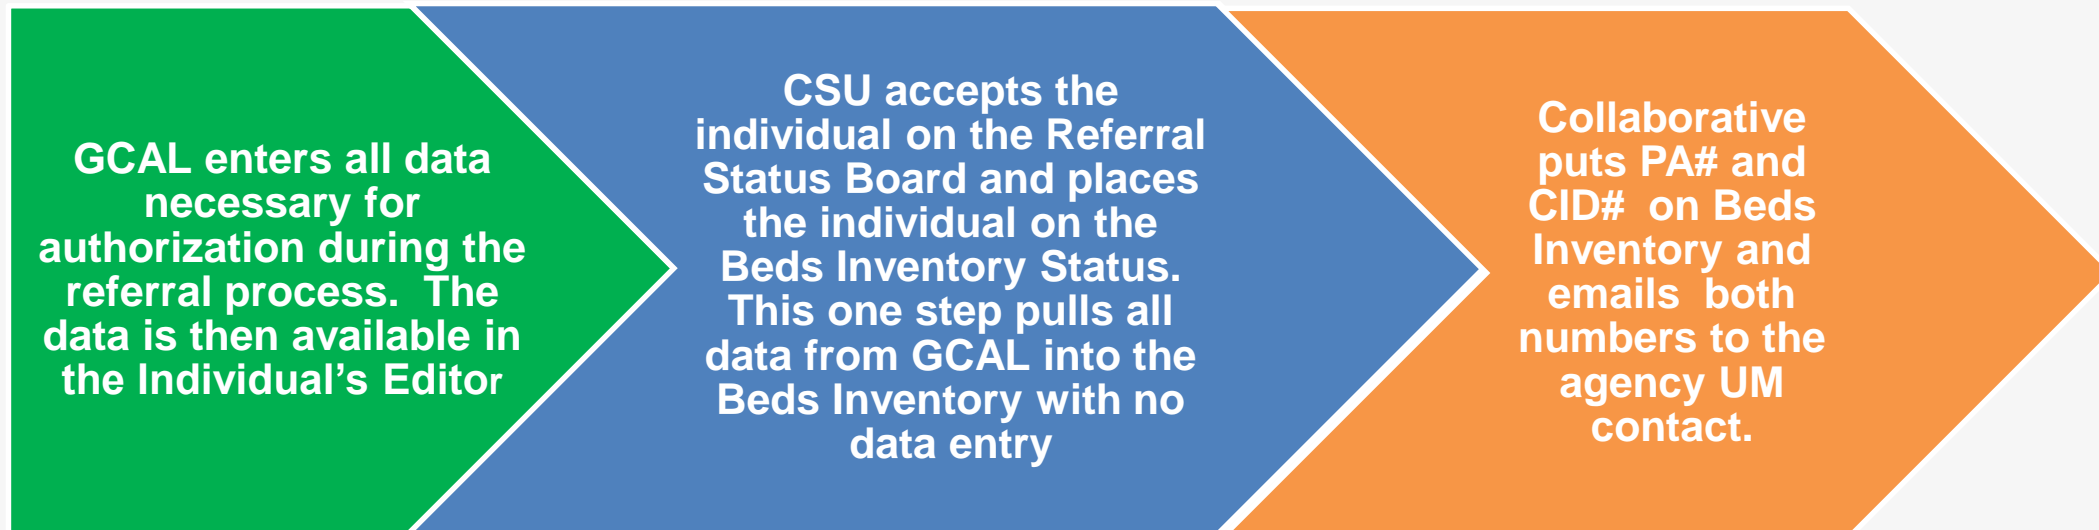 GCAL enters all data
necessary for
authorization during the
referral process.  The
data is then available in
the Individual’s Editor
CSU accepts the
individual on the Referral
Status Board and places
the individual on the
Beds Inventory Status.
This one step pulls all
data from GCAL into the
Beds Inventory with no
data entry
Collaborative
puts PA# and
CID#  on Beds
Inventory and
emails  both
numbers to the
agency UM
contact.